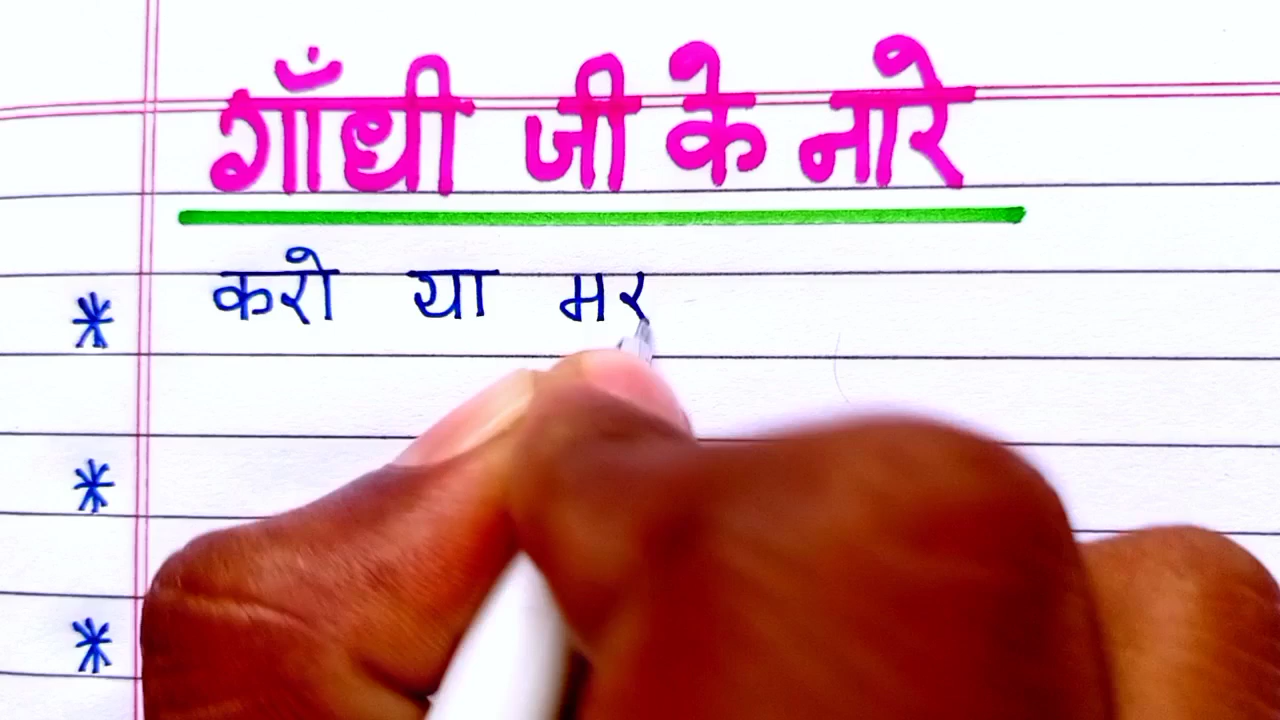 गाँधी जी के नारे
* करो या मर
*
*